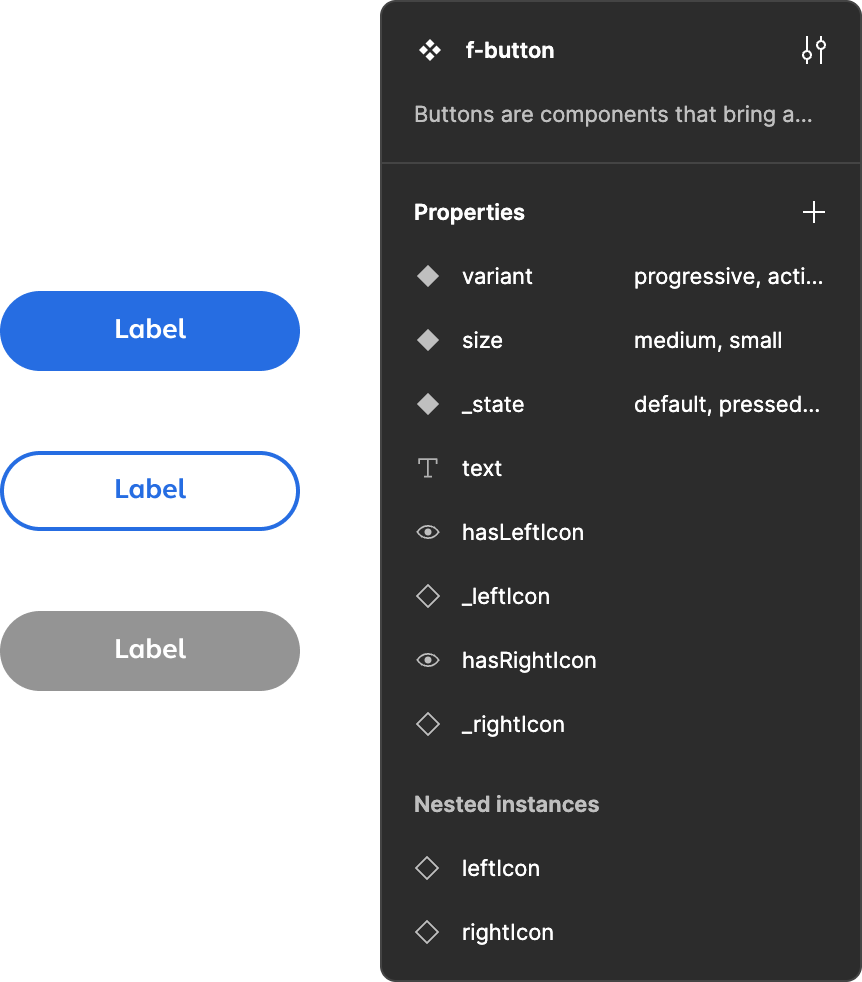 Label
Label
Label
f-button
Buttons are components that bring a...
Properties
variant progressive, acti...
size medium, small
_state default, pressed...
text
hasLeftIcon
_leftIcon
hasRightIcon
_rightIcon
Nested instances
leftIcon
rightIcon